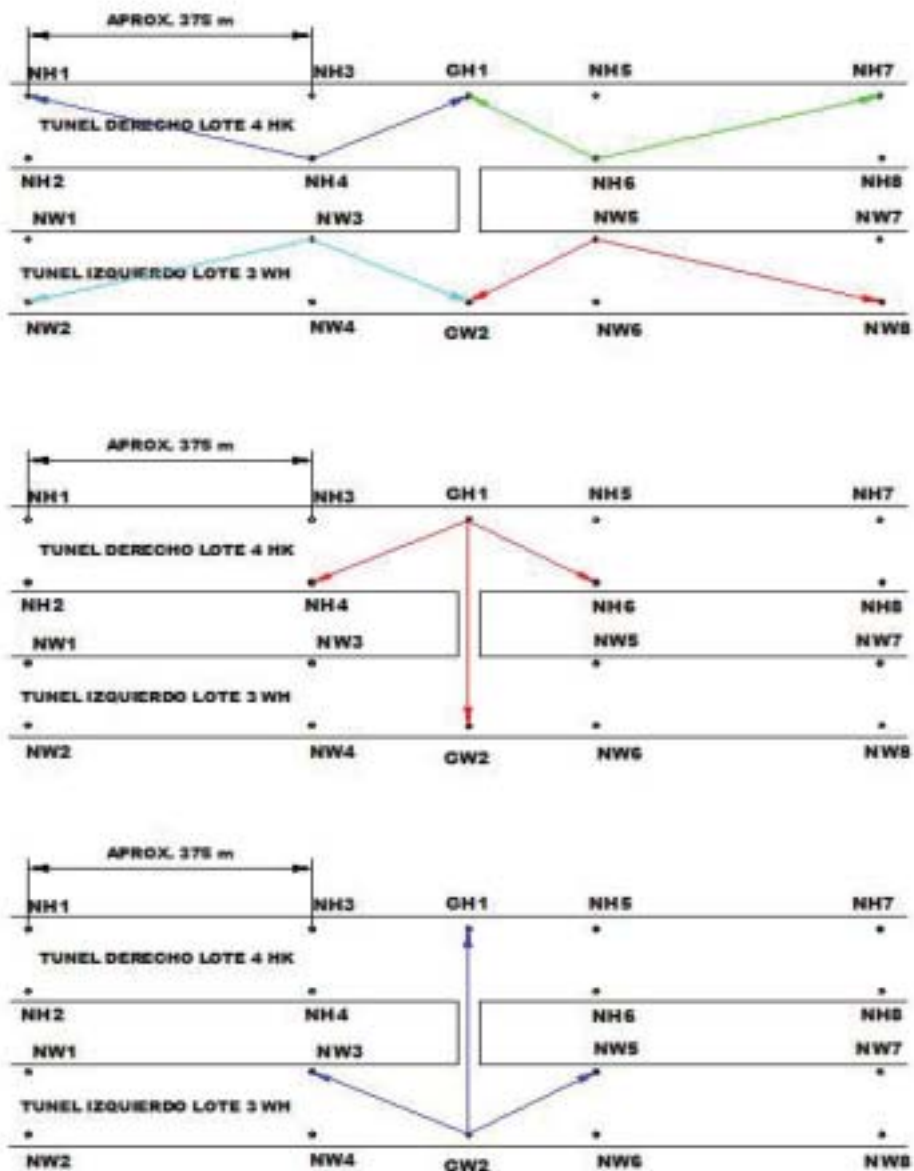 APROX. 375 m
NH1 NH3 GH1 NH5 NH7
TUNEL DERECHO LOTE 4 HK
NH2 NH4 NH6 NH8
NW1 NW3 NW5 NW7
TUNEL IZQUIERDO LOTE 3 WH
NW2 NW4 GW2 NW6 NW8
APROX. 375 m
NH1 NH3 GH1 NH5 NH7
TUNEL DERECHO LOTE 4 HK
NH2 NH4 NH6 NH8
NW1 NW3 NW5 NW7
TUNEL IZQUIERDO LOTE 3 WH
NW2 NW4 GW2 NW6 NW8
APROX. 375 m
NH1 NH3 GH1 NH5 NH7
TUNEL DERECHO LOTE 4 HK
NH2 NH4 NH6 NH8
NW1 NW3 NW5 NW7
TUNEL IZQUIERDO LOTE 3 WH
NW2 NW4 GW2 NW6 NW8